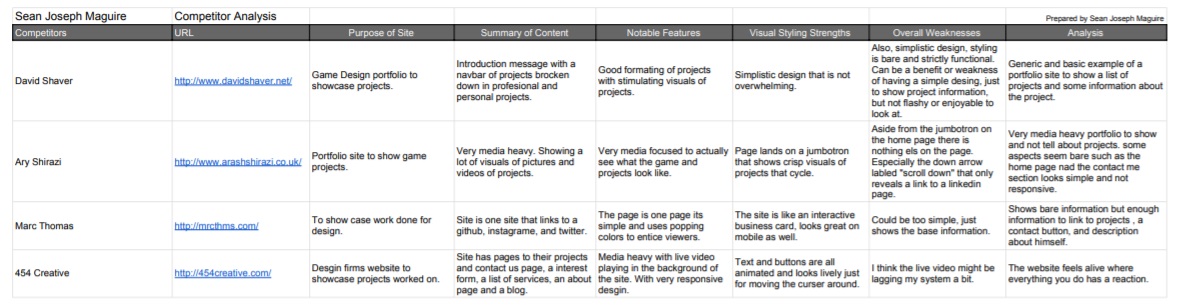 Sean Joseph Maguire
Competitor Analysis
Prepared by Sean Joseph Maguire
Competitors
URL
Purpose of Site
Summary of Content
Notable Features
Visual Styling Strengths
Overall Weaknesses
Analysis
David Shaver
http://www.davidshaver.net/
Game Design portfolio to
showcase projects.
Introduction message with a
navbar of projects brocken
down in profesional and
personal projects.
Good formating of projects
with stimulating visuals of
projects.
Simplistic design that is not
overwhelming.
Also, simplistic design, styling
is bare and strictly functional.
Can be a benefit or weakness
of having a simple desing, just
to show project information,
but not flashy or enjoyable to
look at.
Generic and basic example of a
portfolio site to show a list of
projects and some information about
the project.
Ary Shirazi
http://www.arashshirazi.co.uk/
Portfolio site to show game
projects.
Very media heavy. Showing a
lot of visuals of pictures and
videos of projects.
Very media focused to actually
see what the game and
projects look like.
Page lands on a jumbotron
that shows crisp visuals of
projects that cycle.
Aside from the jumbotron on
the home page there is
nothing els on the page.
Especially the down arrow
labled "scroll down" that only
reveals a link to a linkedin
page.
Very media heavy portfolio to show
and not tell about projects. some
aspects seem bare such as the
home page nad the contact me
section looks simple and not
responsive.
Marc Thomas
http://mrcthms.com/
To show case work done for
design.
Site is one site that links to a
github, instagrame, and twitter.
The page is one page its
simple and uses popping
colors to entice viewers.
The site is like an interactive
business card, looks great on
mobile as well.
Could be too simple, just
shows the base information.
Shows bare information but enough
information to link to projects , a
contact button, and description
about himself.
454 Creative
http://454creative.com/
Desgin firms website to
showcase projects worked on.
Site has pages to their projects
and contact us page, a interest
form, a list of services, an about
page and a blog.
Media heavy with live video
playing in the background of
the site. With very responsive
desgin.
Text and buttons are all
animated and looks lively just
for moving the curser around.
I think the live video might be
lagging my system a bit.
The website feels alive where
everything you do has a reaction.